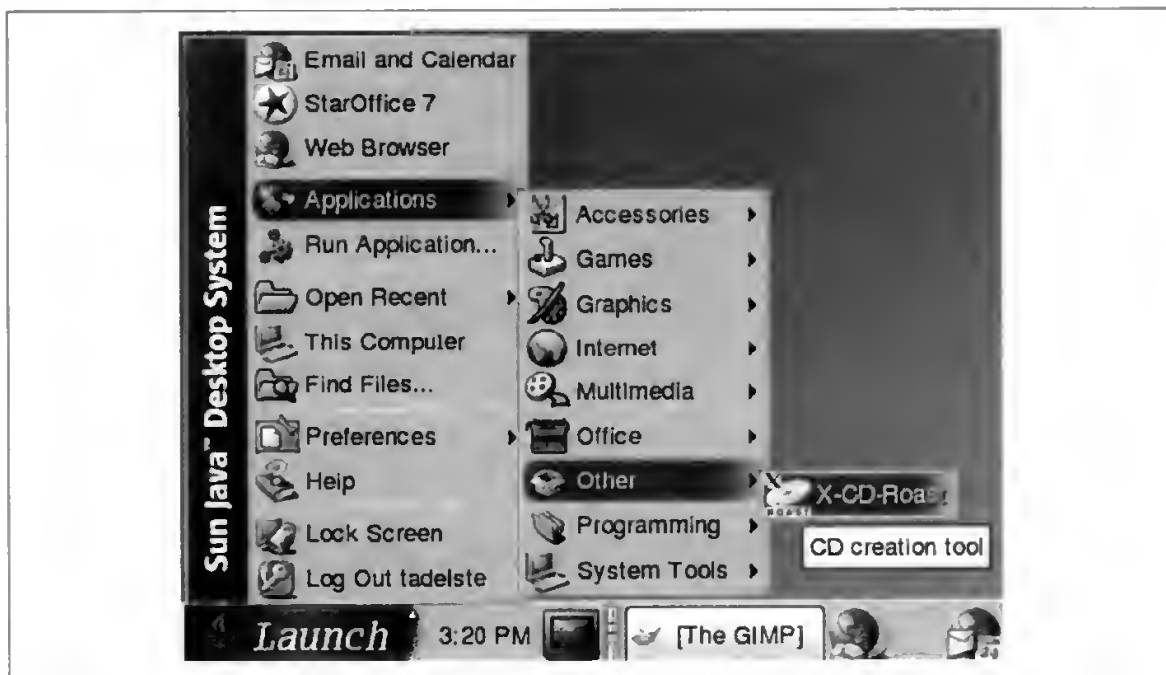 Sun Java™ Desktop System
Email and Calendar
StarOffice 7
Web Browser
Applications
Run Application...
Open Recent
This Computer
Find Files...
Preferences
Help
Lock Screen
Log Out tadelste
Accessories
Games
Graphics
Internet
Multimedia
Office
Other
Programming
System Tools
X
ROAST
X-CD-Roast
CD creation tool
Launch
3:20 PM
[The GIMP]